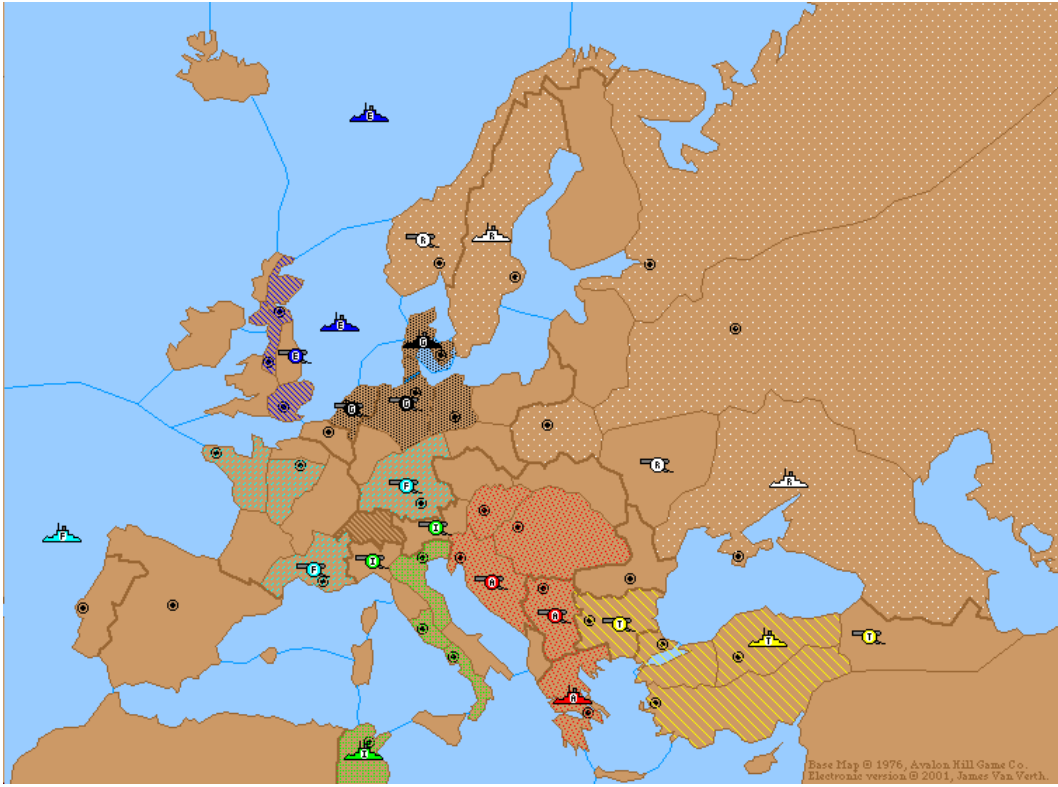 E
R
R
E
G
E
G
G
R
R
F
I
F
I
F
A
A
T
T
T
A
I
Base Map © 1976, Avalon Hill Game Co.
Electronic version © 2001, James Van Verth.